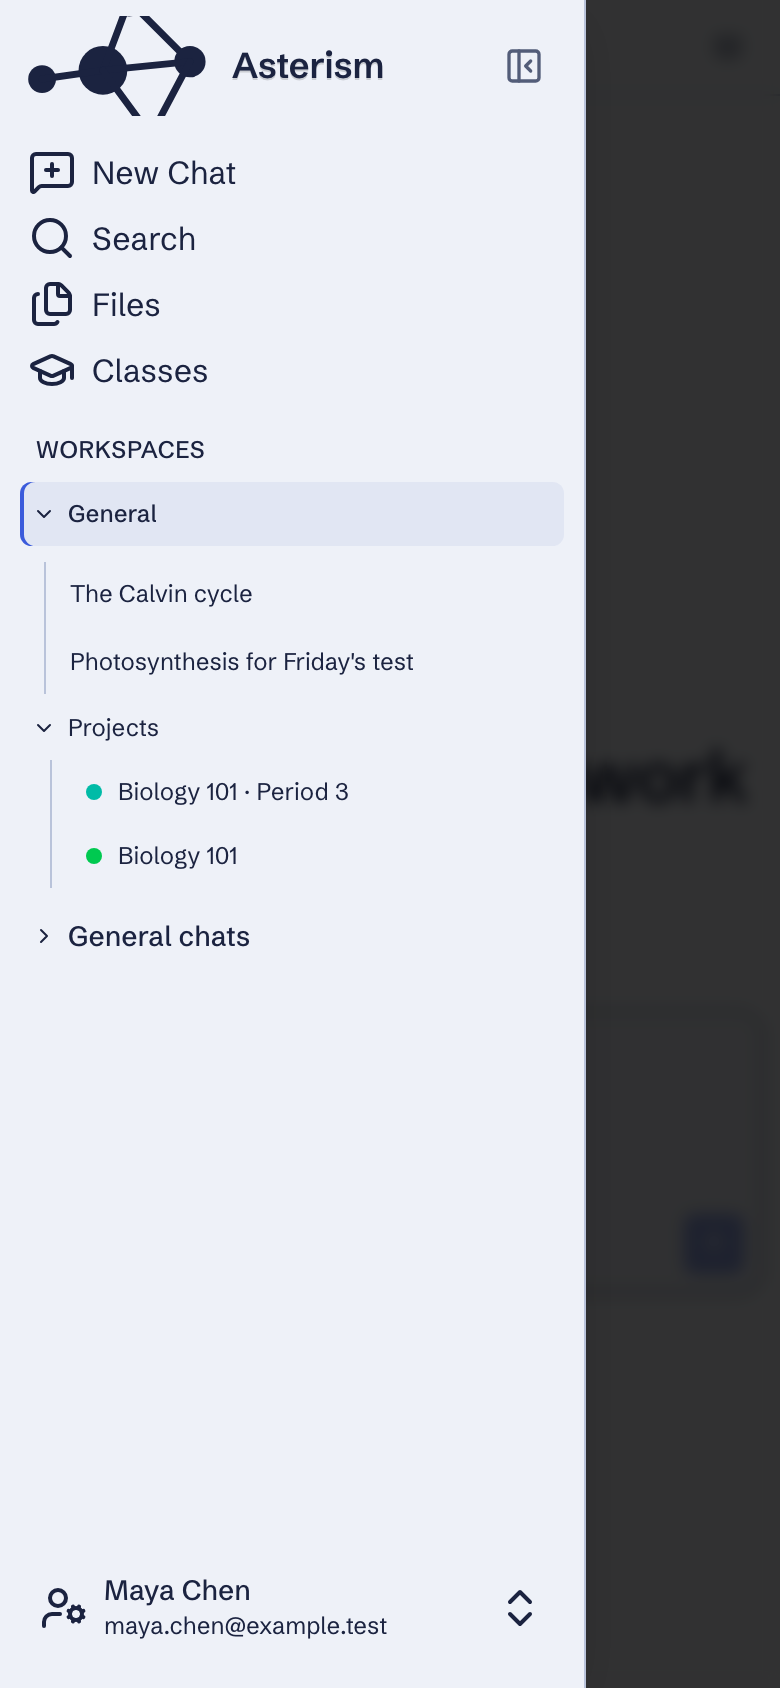 Asterism
New Chat
Search
Files
Classes
WORKSPACES
General
The Calvin cycle
Photosynthesis for Friday's test
Projects
Biology 101 · Period 3
Biology 101
General chats
work
Maya Chen
maya.chen@example.test